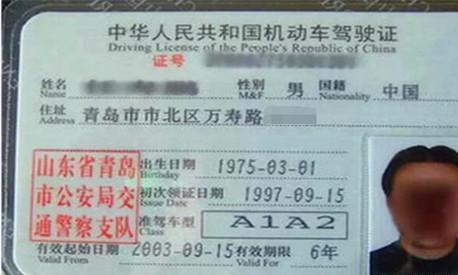 中华人民共和国机动车驾驶证
Driving License of the People's Republic of China
证号
姓名 性别 男 国籍 中国
Name M&F Nationality
住址 青岛市市北区万寿路
Address
山东省青岛
市公安局交
通警察支队
出生日期 1975-03-01
Birthday
初次领证日期 1997-09-15
Issue Date
准驾车型 A1A2
Class
有效起始日期 2003-09-15 有效期限 6年
Valid From Valid For